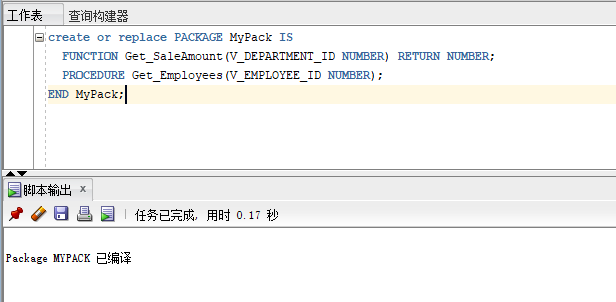 工作表 查询构建器
create or replace PACKAGE MyPack IS
FUNCTION Get_SaleAmount(V_DEPARTMENT_ID NUMBER) RETURN NUMBER;
PROCEDURE Get_Employees(V_EMPLOYEE_ID NUMBER);
END MyPack;
脚本输出 x
任务已完成, 用时 0.17 秒
Package MYPACK 已编译